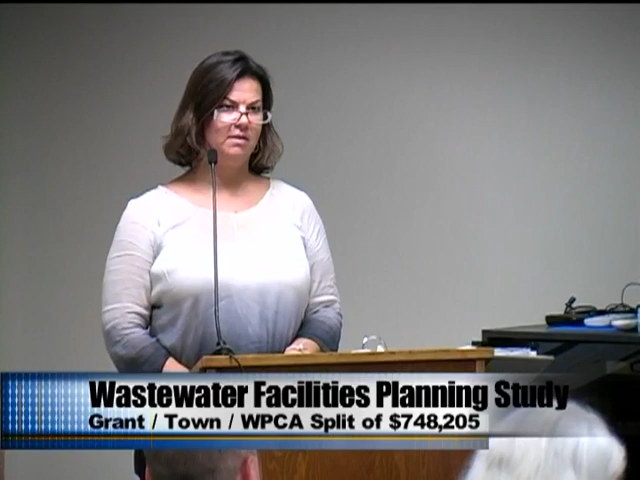 Wastewater Facilities Planning Study
Grant / Town / WPCA Split of $748,205